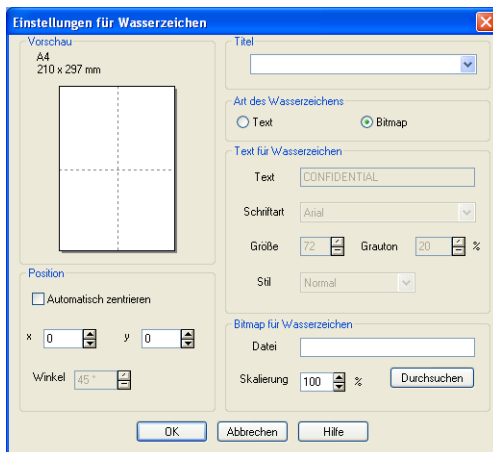 Einstellungen für Wasserzeichen
Vorschau
A4
210 x 297 mm
Position
Automatisch zentrieren
x 0 y 0
Winkel 45 °
Titel
Art des Wasserzeichens
Text Bitmap
Text für Wasserzeichen
Text CONFIDENTIAL
Schriftart Arial
Größe 72 Grauton 20 %
Stil Normal
Bitmap für Wasserzeichen
Datei
Skalierung 100 % Durchsuchen
OK Abbrechen Hilfe